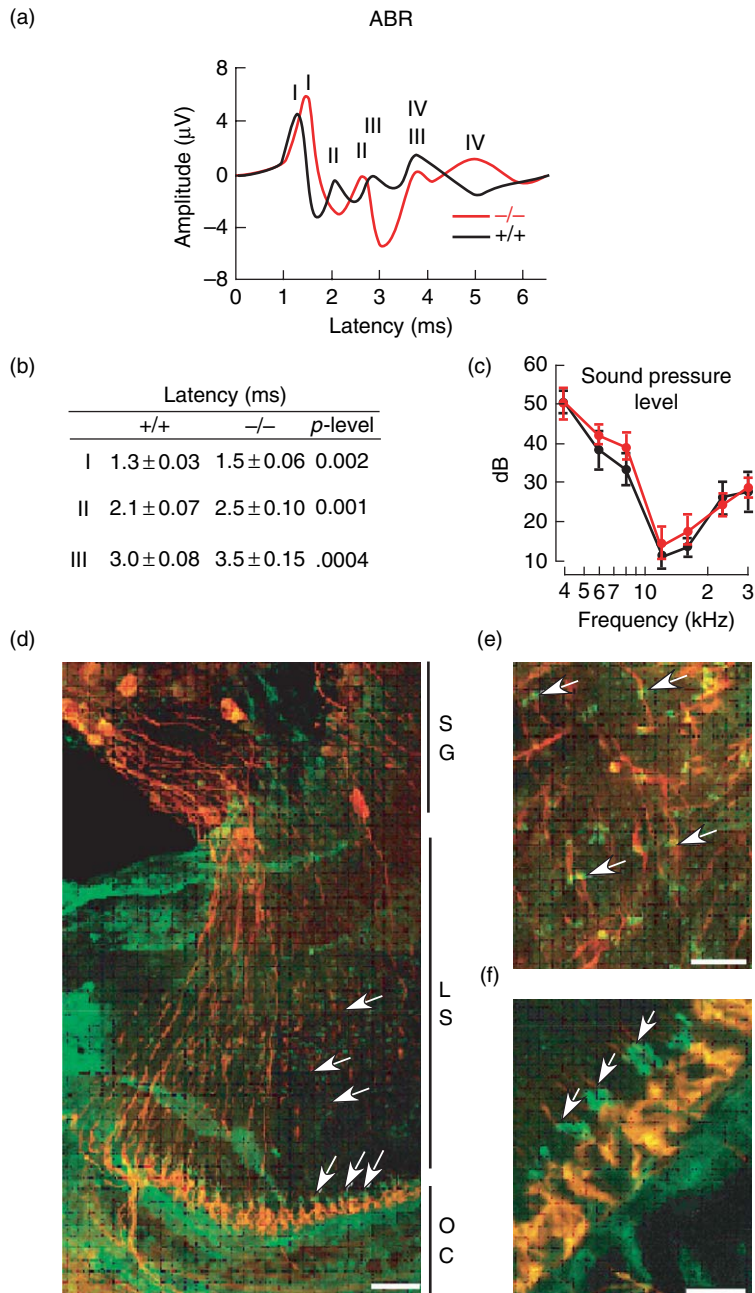 (a)
ABR
8
4
0
−4
−8
Amplitude (μV)
I
I
II
II
III
IV
III
IV
−/−
+/+
0
1
2
3
4
5
6
Latency (ms)
(b)
Latency (ms)
+/+ −/− p-level
I 1.3 ± 0.03 1.5 ± 0.06 0.002
II 2.1 ± 0.07 2.5 ± 0.10 0.001
III 3.0 ± 0.08 3.5 ± 0.15 .0004
(c)
60
50
40
30
20
10
dB
Sound pressure
level
4 5 6 7 10 2 3
Frequency (kHz)
(d)
S
G
L
S
O
C
(e)
(f)